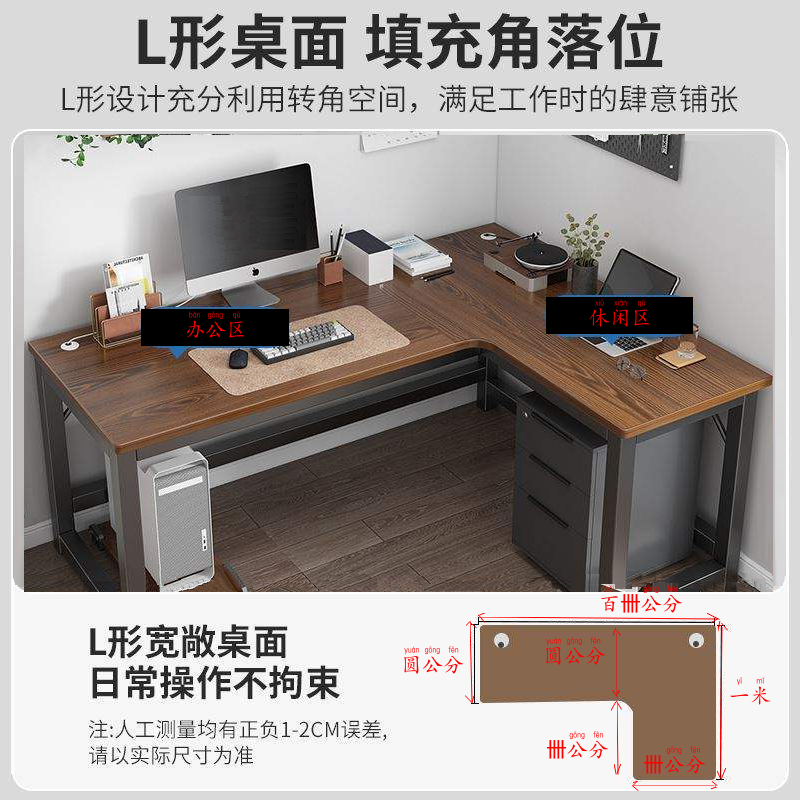 L形桌面 填充角落位
L形设计充分利用转角空间，满足工作时的肆意铺张
bàn gōng qū
办公区
xiū xián qū
休闲区
L形宽敞桌面
日常操作不拘束
注:人工测量均有正负1-2CM误差,
请以实际尺寸为准
百卌公分
yuán gōng fēn
圆公分
yuán gōng fēn
圆公分
yì mǐ
一米
gōng fēn
卌公分
gōng fēn
卌公分